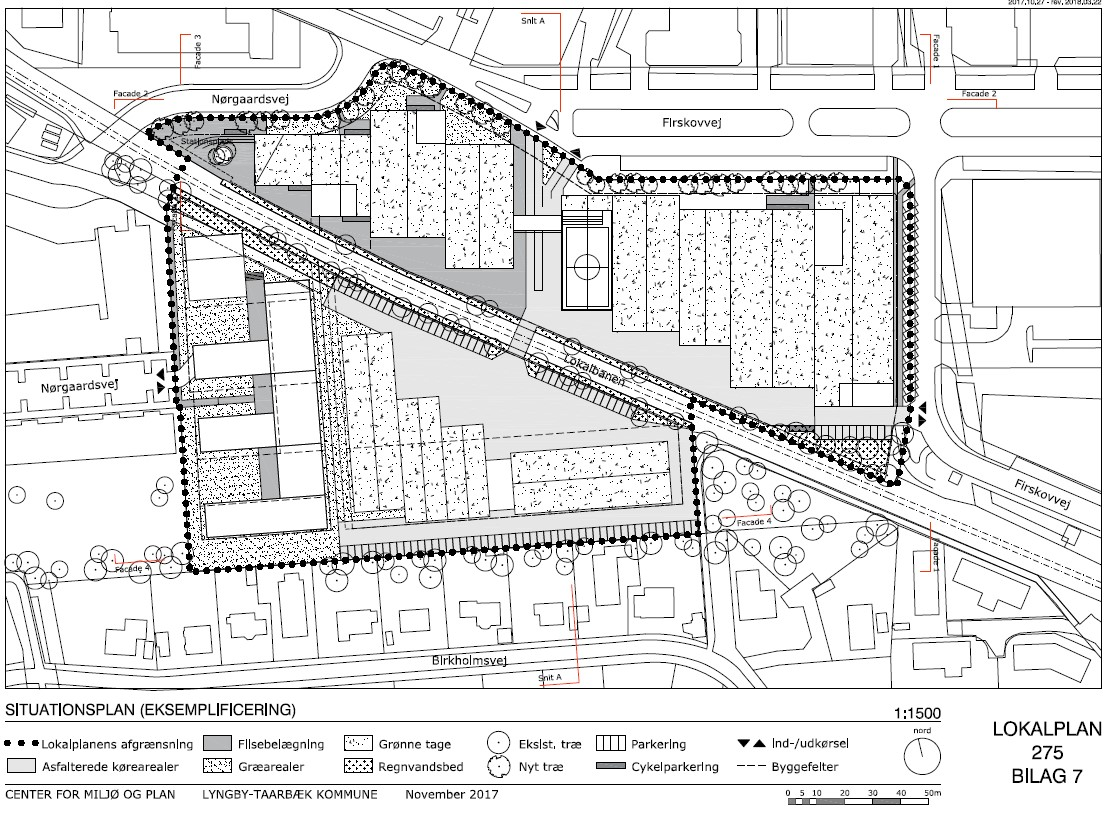 2017.10.27 - rev. 2018.03.22
Snit A
Facade 3
Facade 1
Facade 2
Nørgaardsvej
Facade 2
Firskovvej
Lokalbanen
Nørgaardsvej
Firskovvej
Facade 4
Facade 4
Facade 1
Birkholmsvej
Snit A
SITUATIONSPLAN (EKSEMPLIFICERING)
1:1500
LOKALPLAN
275
BILAG 7
nord
Lokalplanens afgrænsning
Flisebelægning
Grønne tage
Eksist. træ
Parkering
Ind-/udkørsel
Asfalterede kørearealer
Græarealer
Regnvandsbed
Nyt træ
Cykelparkering
Byggefelter
CENTER FOR MILJØ OG PLAN LYNGBY-TAARBÆK KOMMUNE November 2017
0 5 10 20 30 40 50m